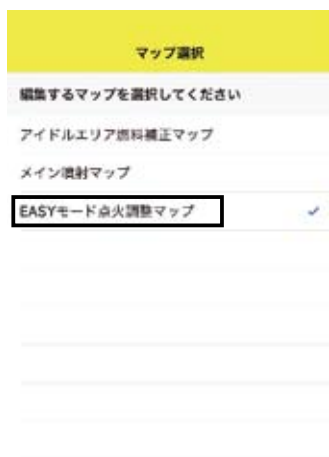 マップ選択
編集するマップを選択してください
アイドルエリア燃料補正マップ
メイン噴射マップ
EASYモード点火調整マップ